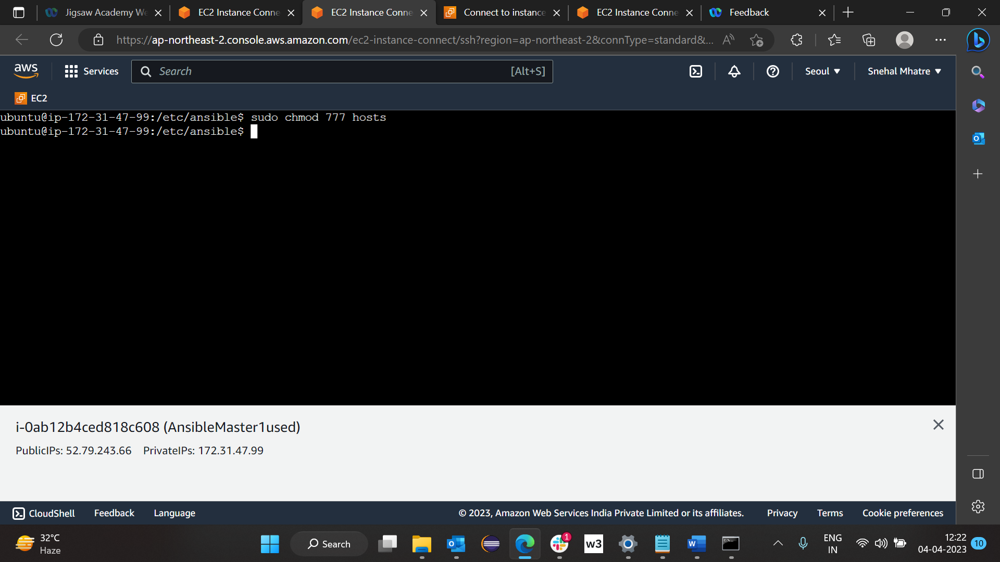 Jigsaw Academy We
EC2 Instance Conne
EC2 Instance Conne
Connect to instance
EC2 Instance Conne
Feedback
https://ap-northeast-2.console.aws.amazon.com/ec2-instance-connect/ssh?region=ap-northeast-2&connType=standard&...
aws
Services
Search
[Alt+S]
Seoul
Snehal Mhatre
EC2
ubuntu@ip-172-31-47-99:/etc/ansible$ sudo chmod 777 hosts
ubuntu@ip-172-31-47-99:/etc/ansible$
i-0ab12b4ced818c608 (AnsibleMaster1used)
PublicIPs: 52.79.243.66 PrivateIPs: 172.31.47.99
CloudShell
Feedback
Language
© 2023, Amazon Web Services India Private Limited or its affiliates.
Privacy
Terms
Cookie preferences
32°C
Haze
Search
1
w3
ENG
IN
12:22
04-04-2023
10